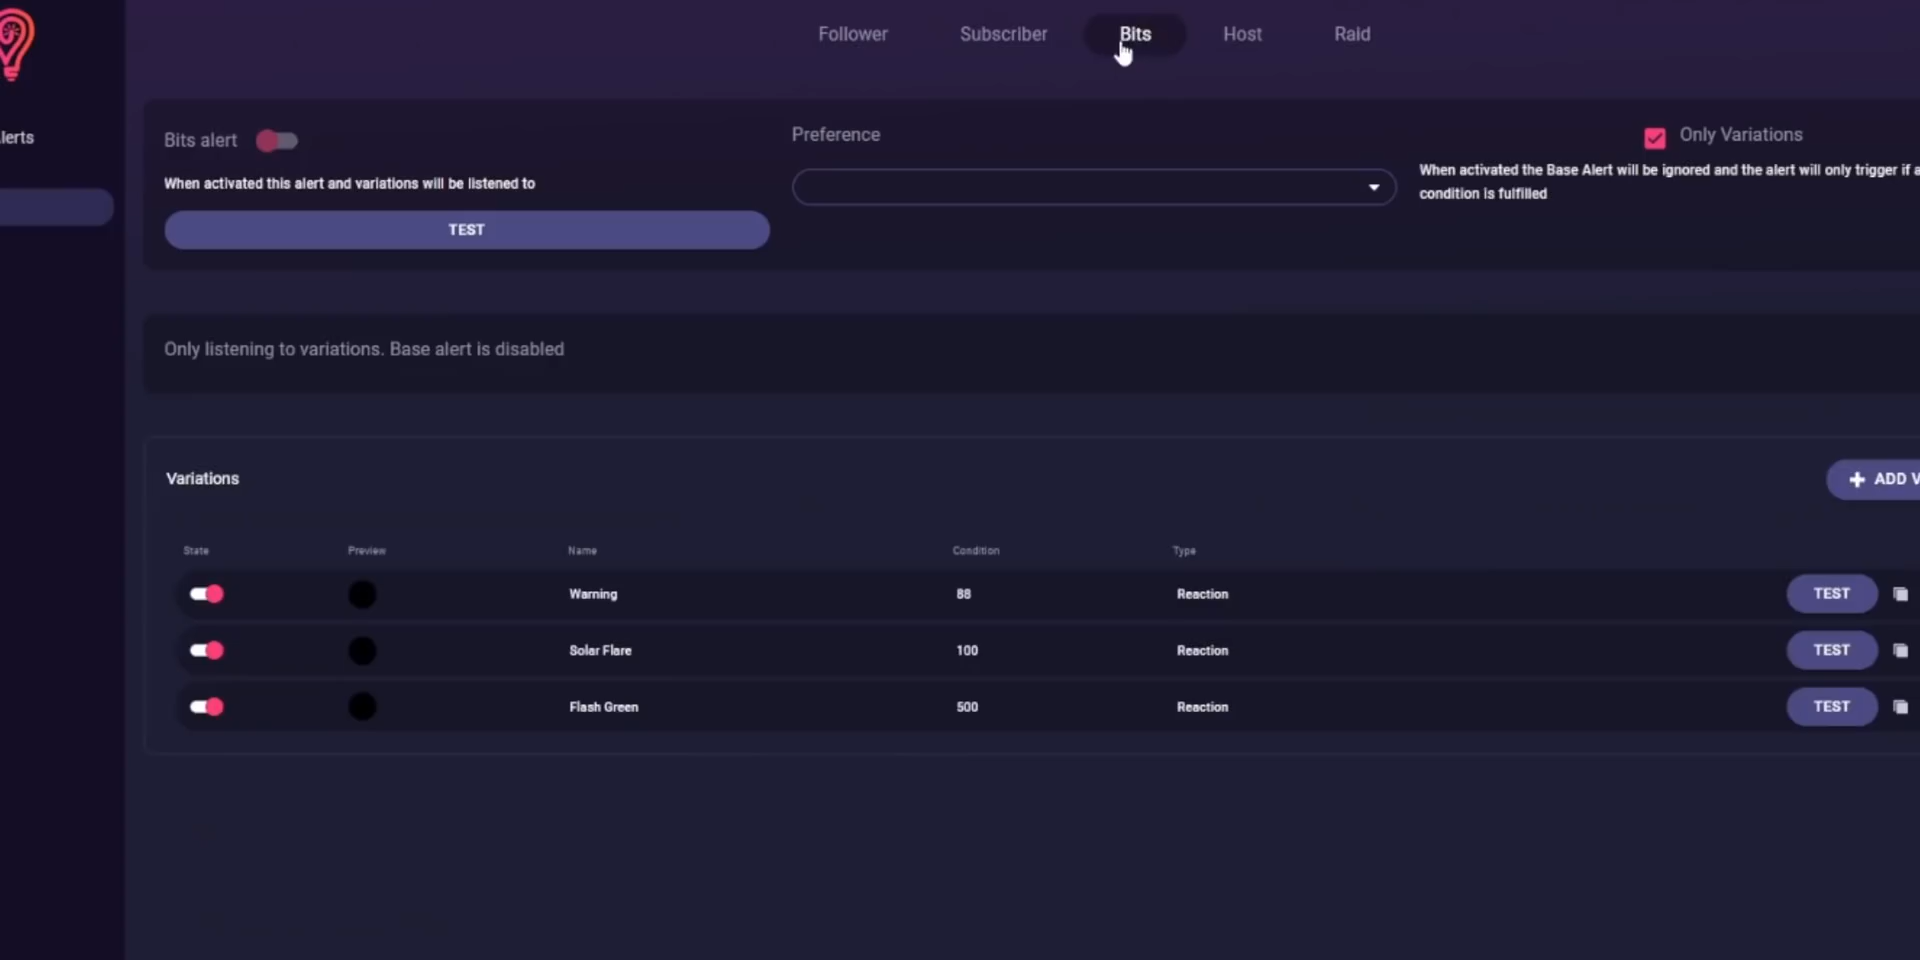 Follower Subscriber Bits Host Raid
lerts
Bits alert
When activated this alert and variations will be listened to
TEST
Preference
Only Variations
When activated the Base Alert will be ignored and the alert will only trigger if a
condition is fulfilled
Only listening to variations. Base alert is disabled
Variations
ADD V
State Preview Name Condition Type
Warning 88 Reaction TEST
Solar Flare 100 Reaction TEST
Flash Green 500 Reaction TEST